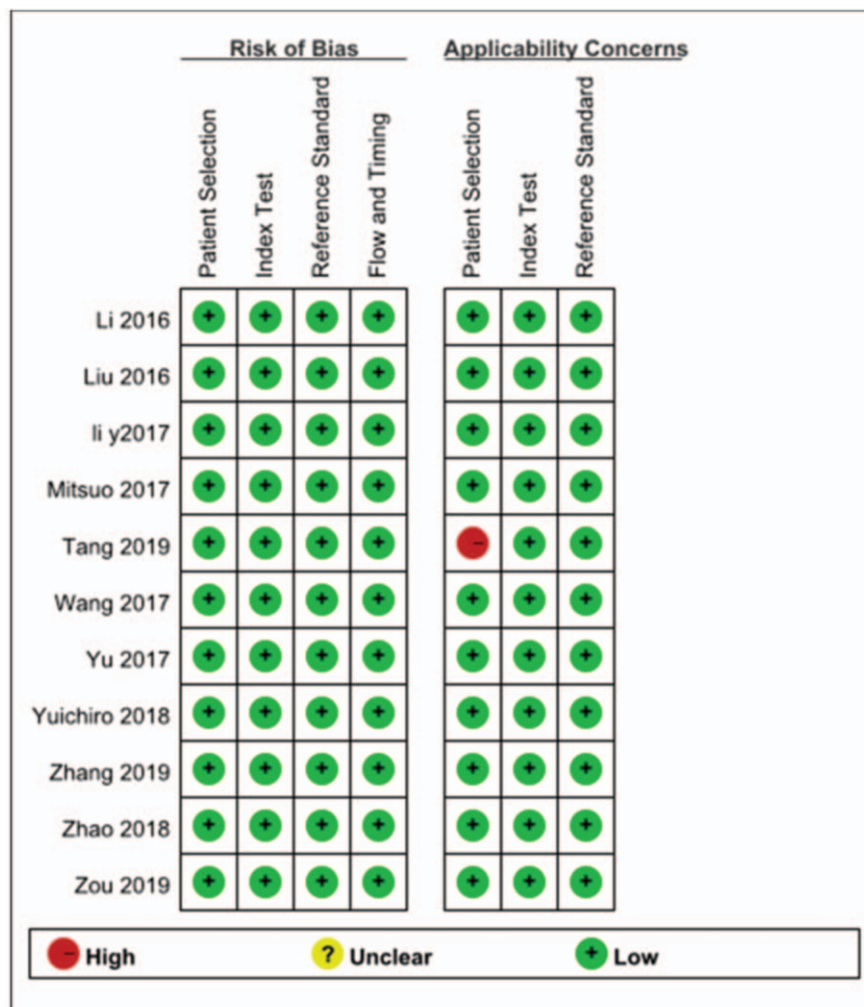 Risk of Bias
Applicability Concerns
Patient Selection
Index Test
Reference Standard
Flow and Timing
Patient Selection
Index Test
Reference Standard
Li 2016 + + + + + + +
Liu 2016 + + + + + + +
li y2017 + + + + + + +
Mitsuo 2017 + + + + + + +
Tang 2019 + + + + - + +
Wang 2017 + + + + + + +
Yu 2017 + + + + + + +
Yuichiro 2018 + + + + + + +
Zhang 2019 + + + + + + +
Zhao 2018 + + + + + + +
Zou 2019 + + + + + + +
- High ? Unclear + Low